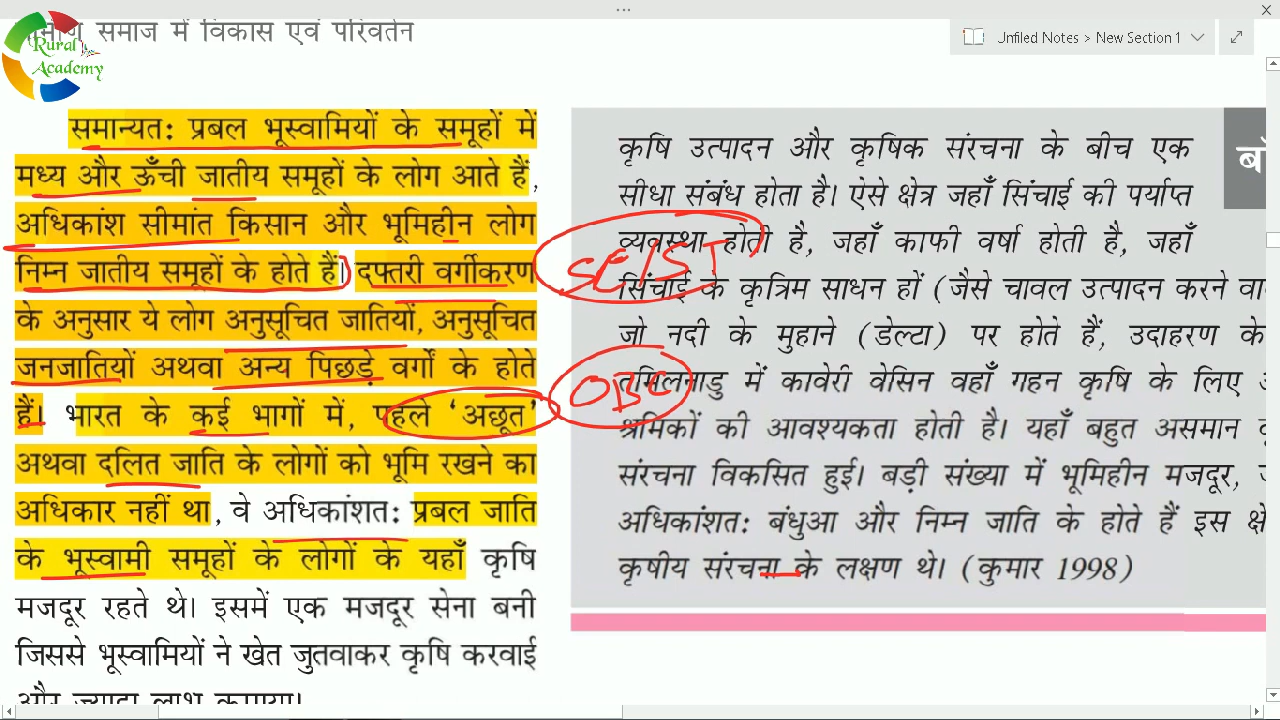 ग्रामीण समाज में विकास एवं परिवर्तन
Rural
Academy
Unfiled Notes > New Section 1
समान्यत: प्रबल भूस्वामियों के समूहों में
मध्य और ऊँची जातीय समूहों के लोग आते हैं,
अधिकांश सीमांत किसान और भूमिहीन लोग
निम्न जातीय समूहों के होते हैं। दफ्तरी वर्गीकरण
के अनुसार ये लोग अनुसूचित जातियों, अनुसूचित
जनजातियों अथवा अन्य पिछड़े वर्गों के होते
हैं। भारत के कई भागों में, पहले ‘अछूत’
अथवा दलित जाति के लोगों को भूमि रखने का
अधिकार नहीं था, वे अधिकांशत: प्रबल जाति
के भूस्वामी समूहों के लोगों के यहाँ कृषि
मजदूर रहते थे। इसमें एक मजदूर सेना बनी
जिससे भूस्वामियों ने खेत जुतवाकर कृषि करवाई
और ज्यादा लाभ कमाया।
कृषि उत्पादन और कृषिक संरचना के बीच एक
सीधा संबंध होता है। ऐसे क्षेत्र जहाँ सिंचाई की पर्याप्त
व्यवस्था होती है, जहाँ काफी वर्षा होती है, जहाँ
सिंचाई के कृत्रिम साधन हों (जैसे चावल उत्पादन करने
जो नदी के मुहाने (डेल्टा) पर होते हैं, उदाहरण के
तमिलनाडु में कावेरी वेसिन वहाँ गहन कृषि के लिए
श्रमिकों की आवश्यकता होती है। यहाँ बहुत असमान
संरचना विकसित हुई। बड़ी संख्या में भूमिहीन मजदूर,
अधिकांशत: बंधुआ और निम्न जाति के होते हैं इस
कृषीय संरचना के लक्षण थे। (कुमार 1998)
OBC